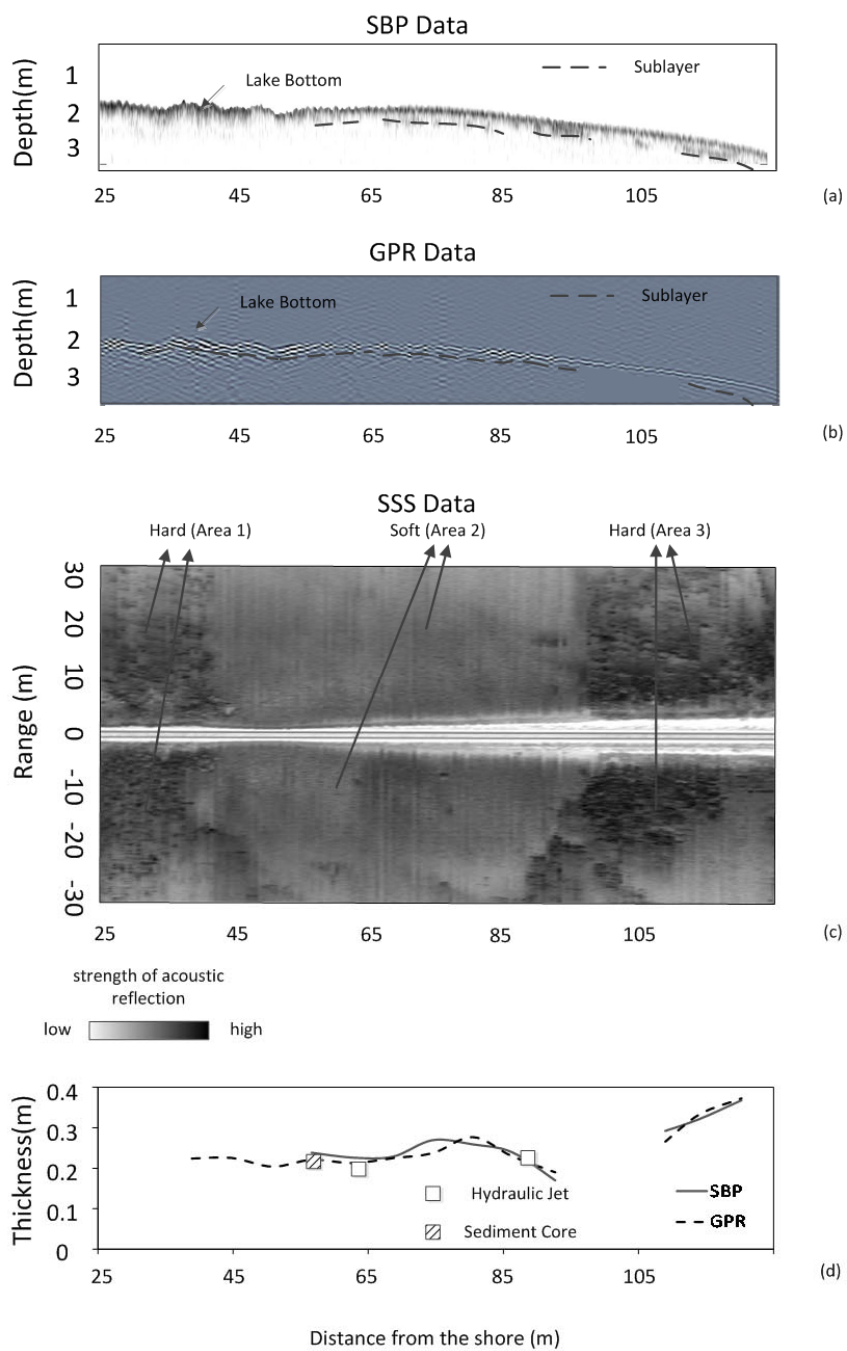 SBP Data
Depth(m)
1
2
3
Lake Bottom
Sublayer
25 45 65 85 105
(a)
GPR Data
Depth(m)
1
2
3
Lake Bottom
Sublayer
25 45 65 85 105
(b)
SSS Data
Hard (Area 1) Soft (Area 2) Hard (Area 3)
Range (m)
30
20
10
0
-10
-20
-30
25 45 65 85 105
(c)
strength of acoustic
reflection
low high
Thickness(m)
0.4
0.3
0.2
0.1
0
Hydraulic Jet
Sediment Core
SBP
GPR
25 45 65 85 105
(d)
Distance from the shore (m)